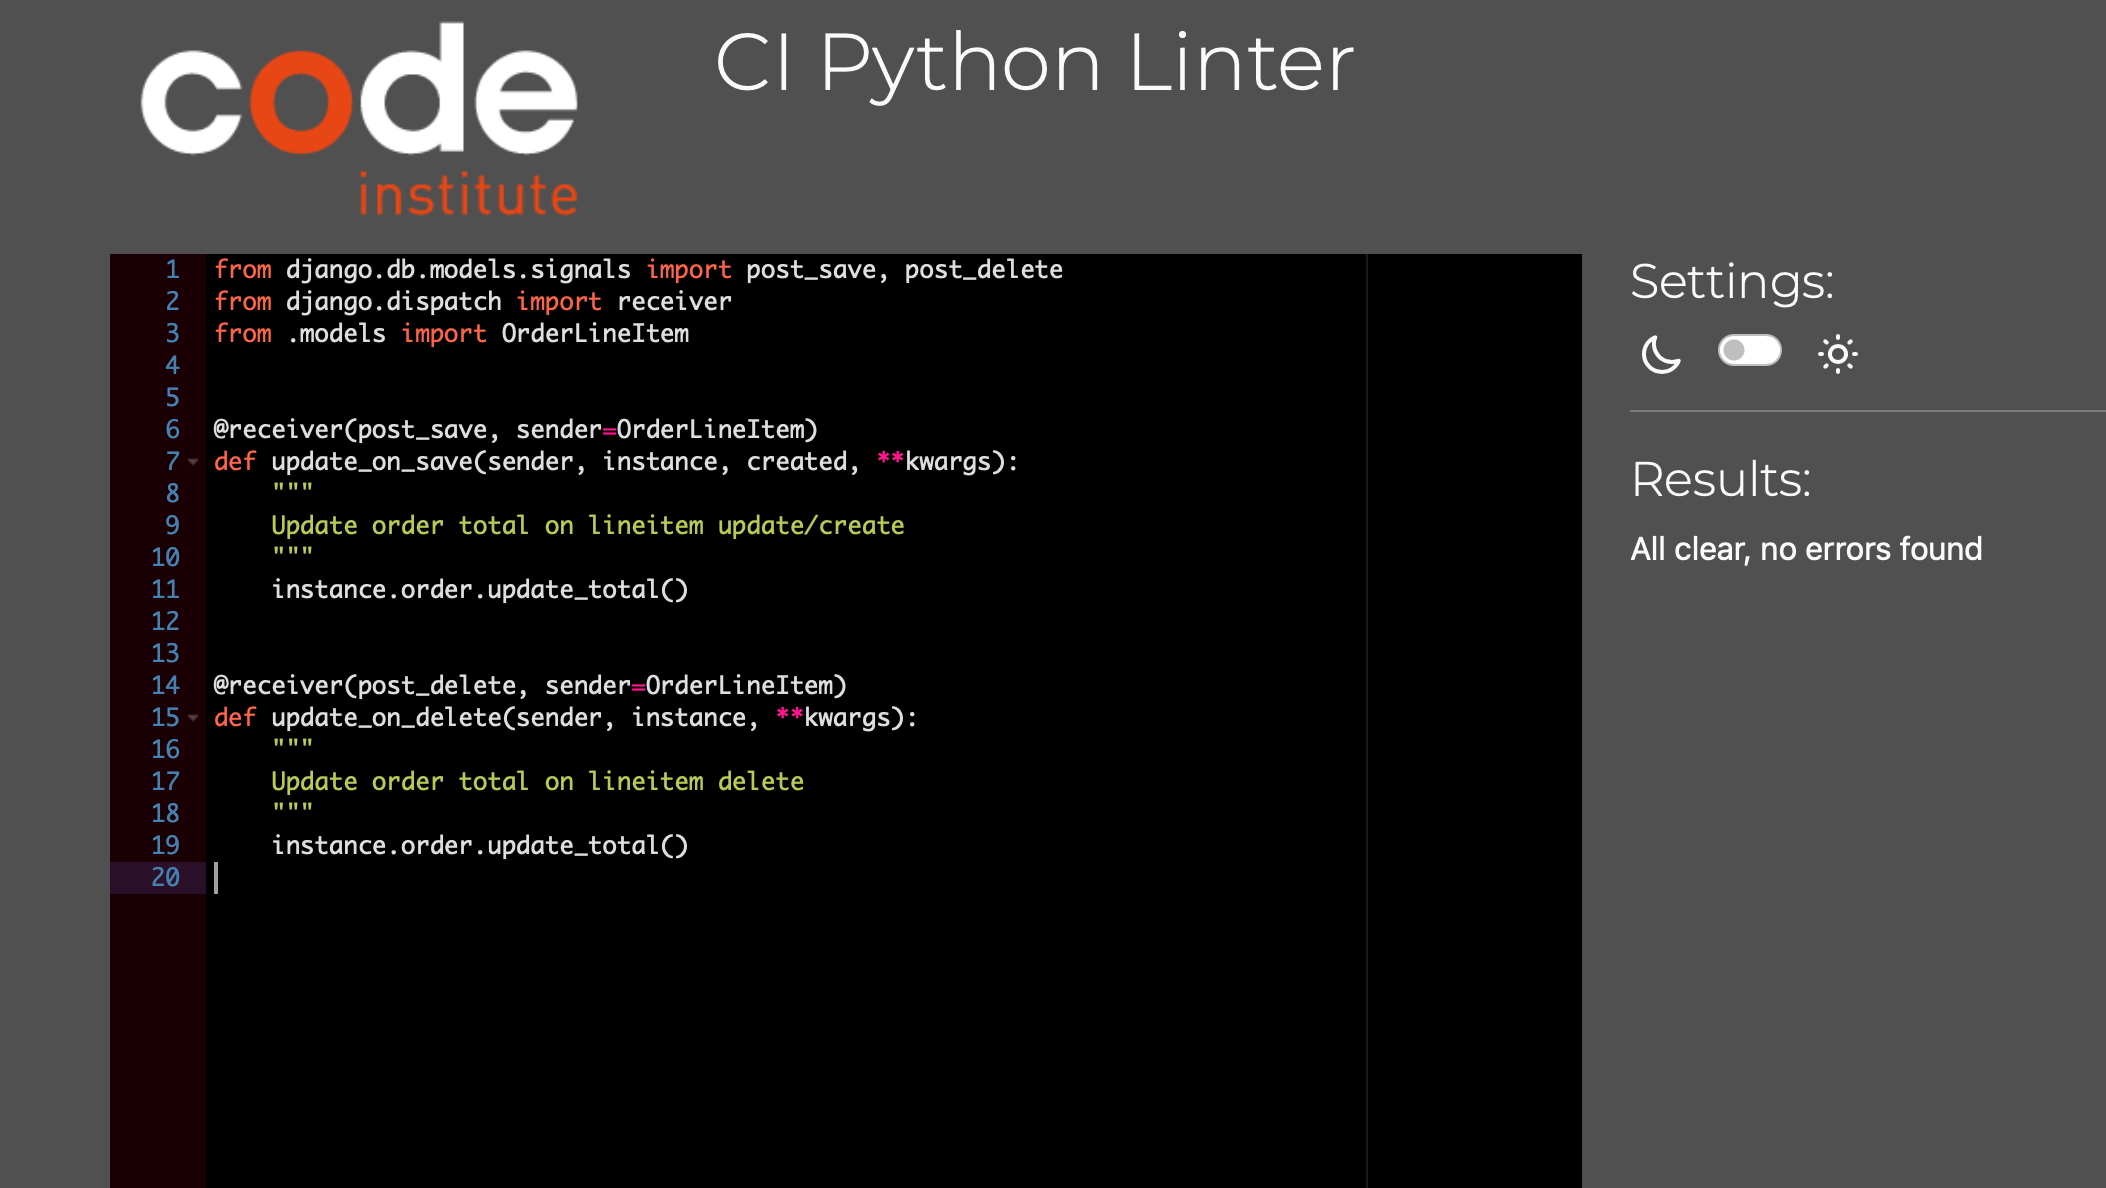 code
institute
CI Python Linter
1 from django.db.models.signals import post_save, post_delete
2 from django.dispatch import receiver
3 from .models import OrderLineItem
4
5
6 @receiver(post_save, sender=OrderLineItem)
7 def update_on_save(sender, instance, created, **kwargs):
8     """
9     Update order total on lineitem update/create
10     """
11     instance.order.update_total()
12
13
14 @receiver(post_delete, sender=OrderLineItem)
15 def update_on_delete(sender, instance, **kwargs):
16     """
17     Update order total on lineitem delete
18     """
19     instance.order.update_total()
20
Settings:
Results:
All clear, no errors found